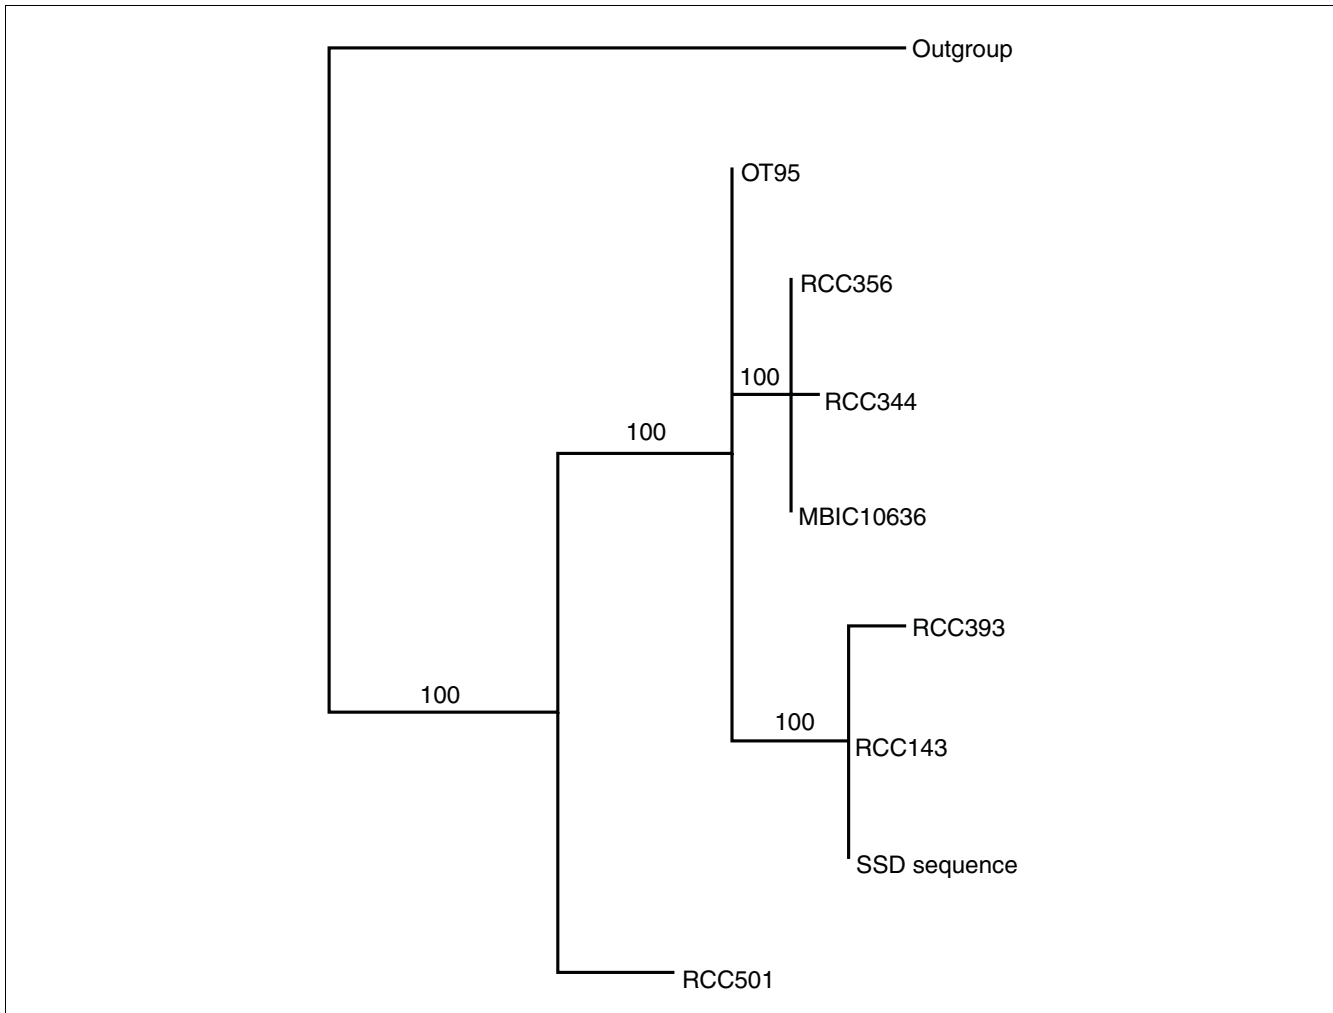 Outgroup
OT95
RCC356
100
RCC344
100
MBIC10636
RCC393
100
100
RCC143
SSD sequence
RCC501